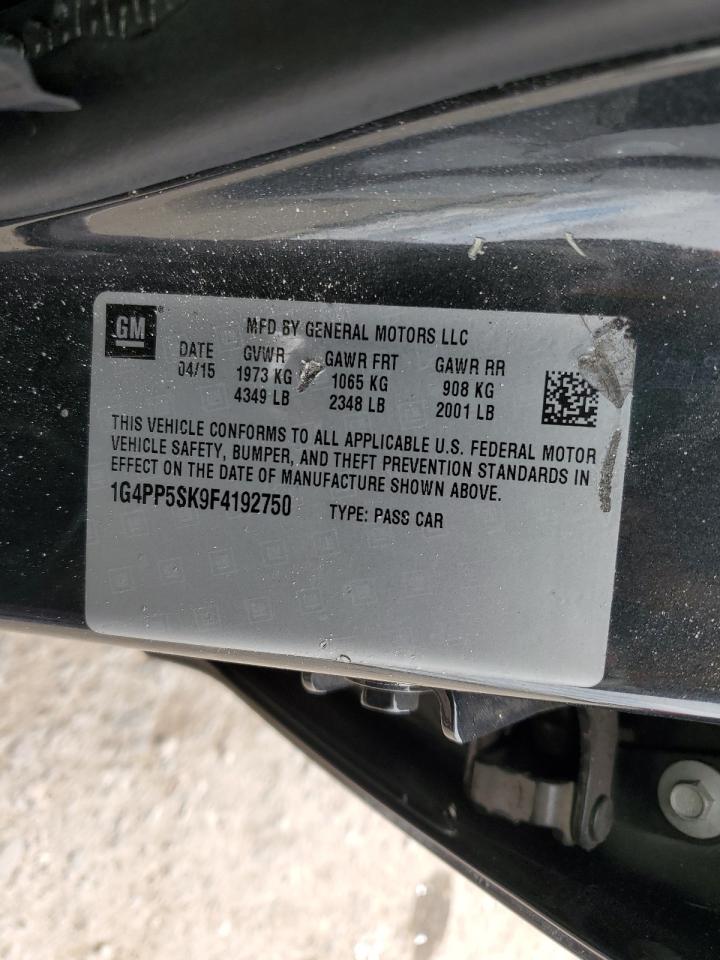 GM
MFD BY GENERAL MOTORS LLC
DATE GVWR GAWR FRT GAWR RR
04/15 1973 KG 1065 KG 908 KG
4349 LB 2348 LB 2001 LB
THIS VEHICLE CONFORMS TO ALL APPLICABLE U.S. FEDERAL MOTOR
VEHICLE SAFETY, BUMPER, AND THEFT PREVENTION STANDARDS IN
EFFECT ON THE DATE OF MANUFACTURE SHOWN ABOVE.
1G4PP5SK9F4192750 TYPE: PASS CAR